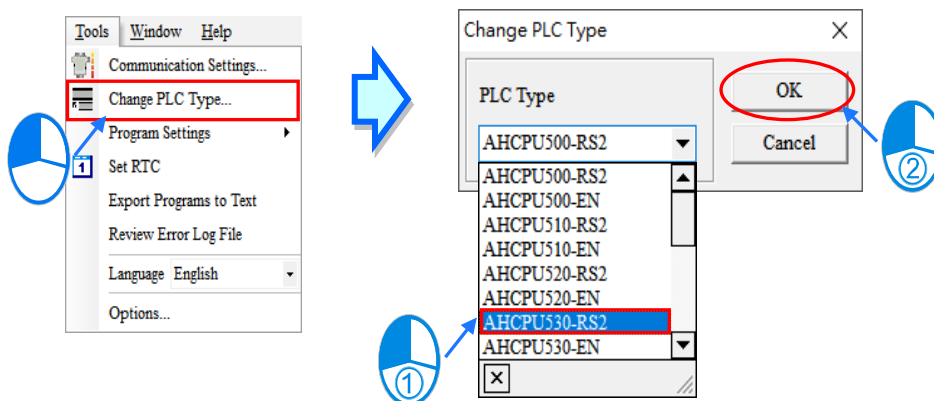 Tools Window Help
Communication Settings...
Change PLC Type...
Program Settings
1 Set RTC
Export Programs to Text
Review Error Log File
Language English
Options...
Change PLC Type
PLC Type
AHCPU500-RS2
AHCPU500-RS2
AHCPU500-EN
AHCPU510-RS2
AHCPU510-EN
AHCPU520-RS2
AHCPU520-EN
AHCPU530-RS2
AHCPU530-EN
OK
Cancel
①
②